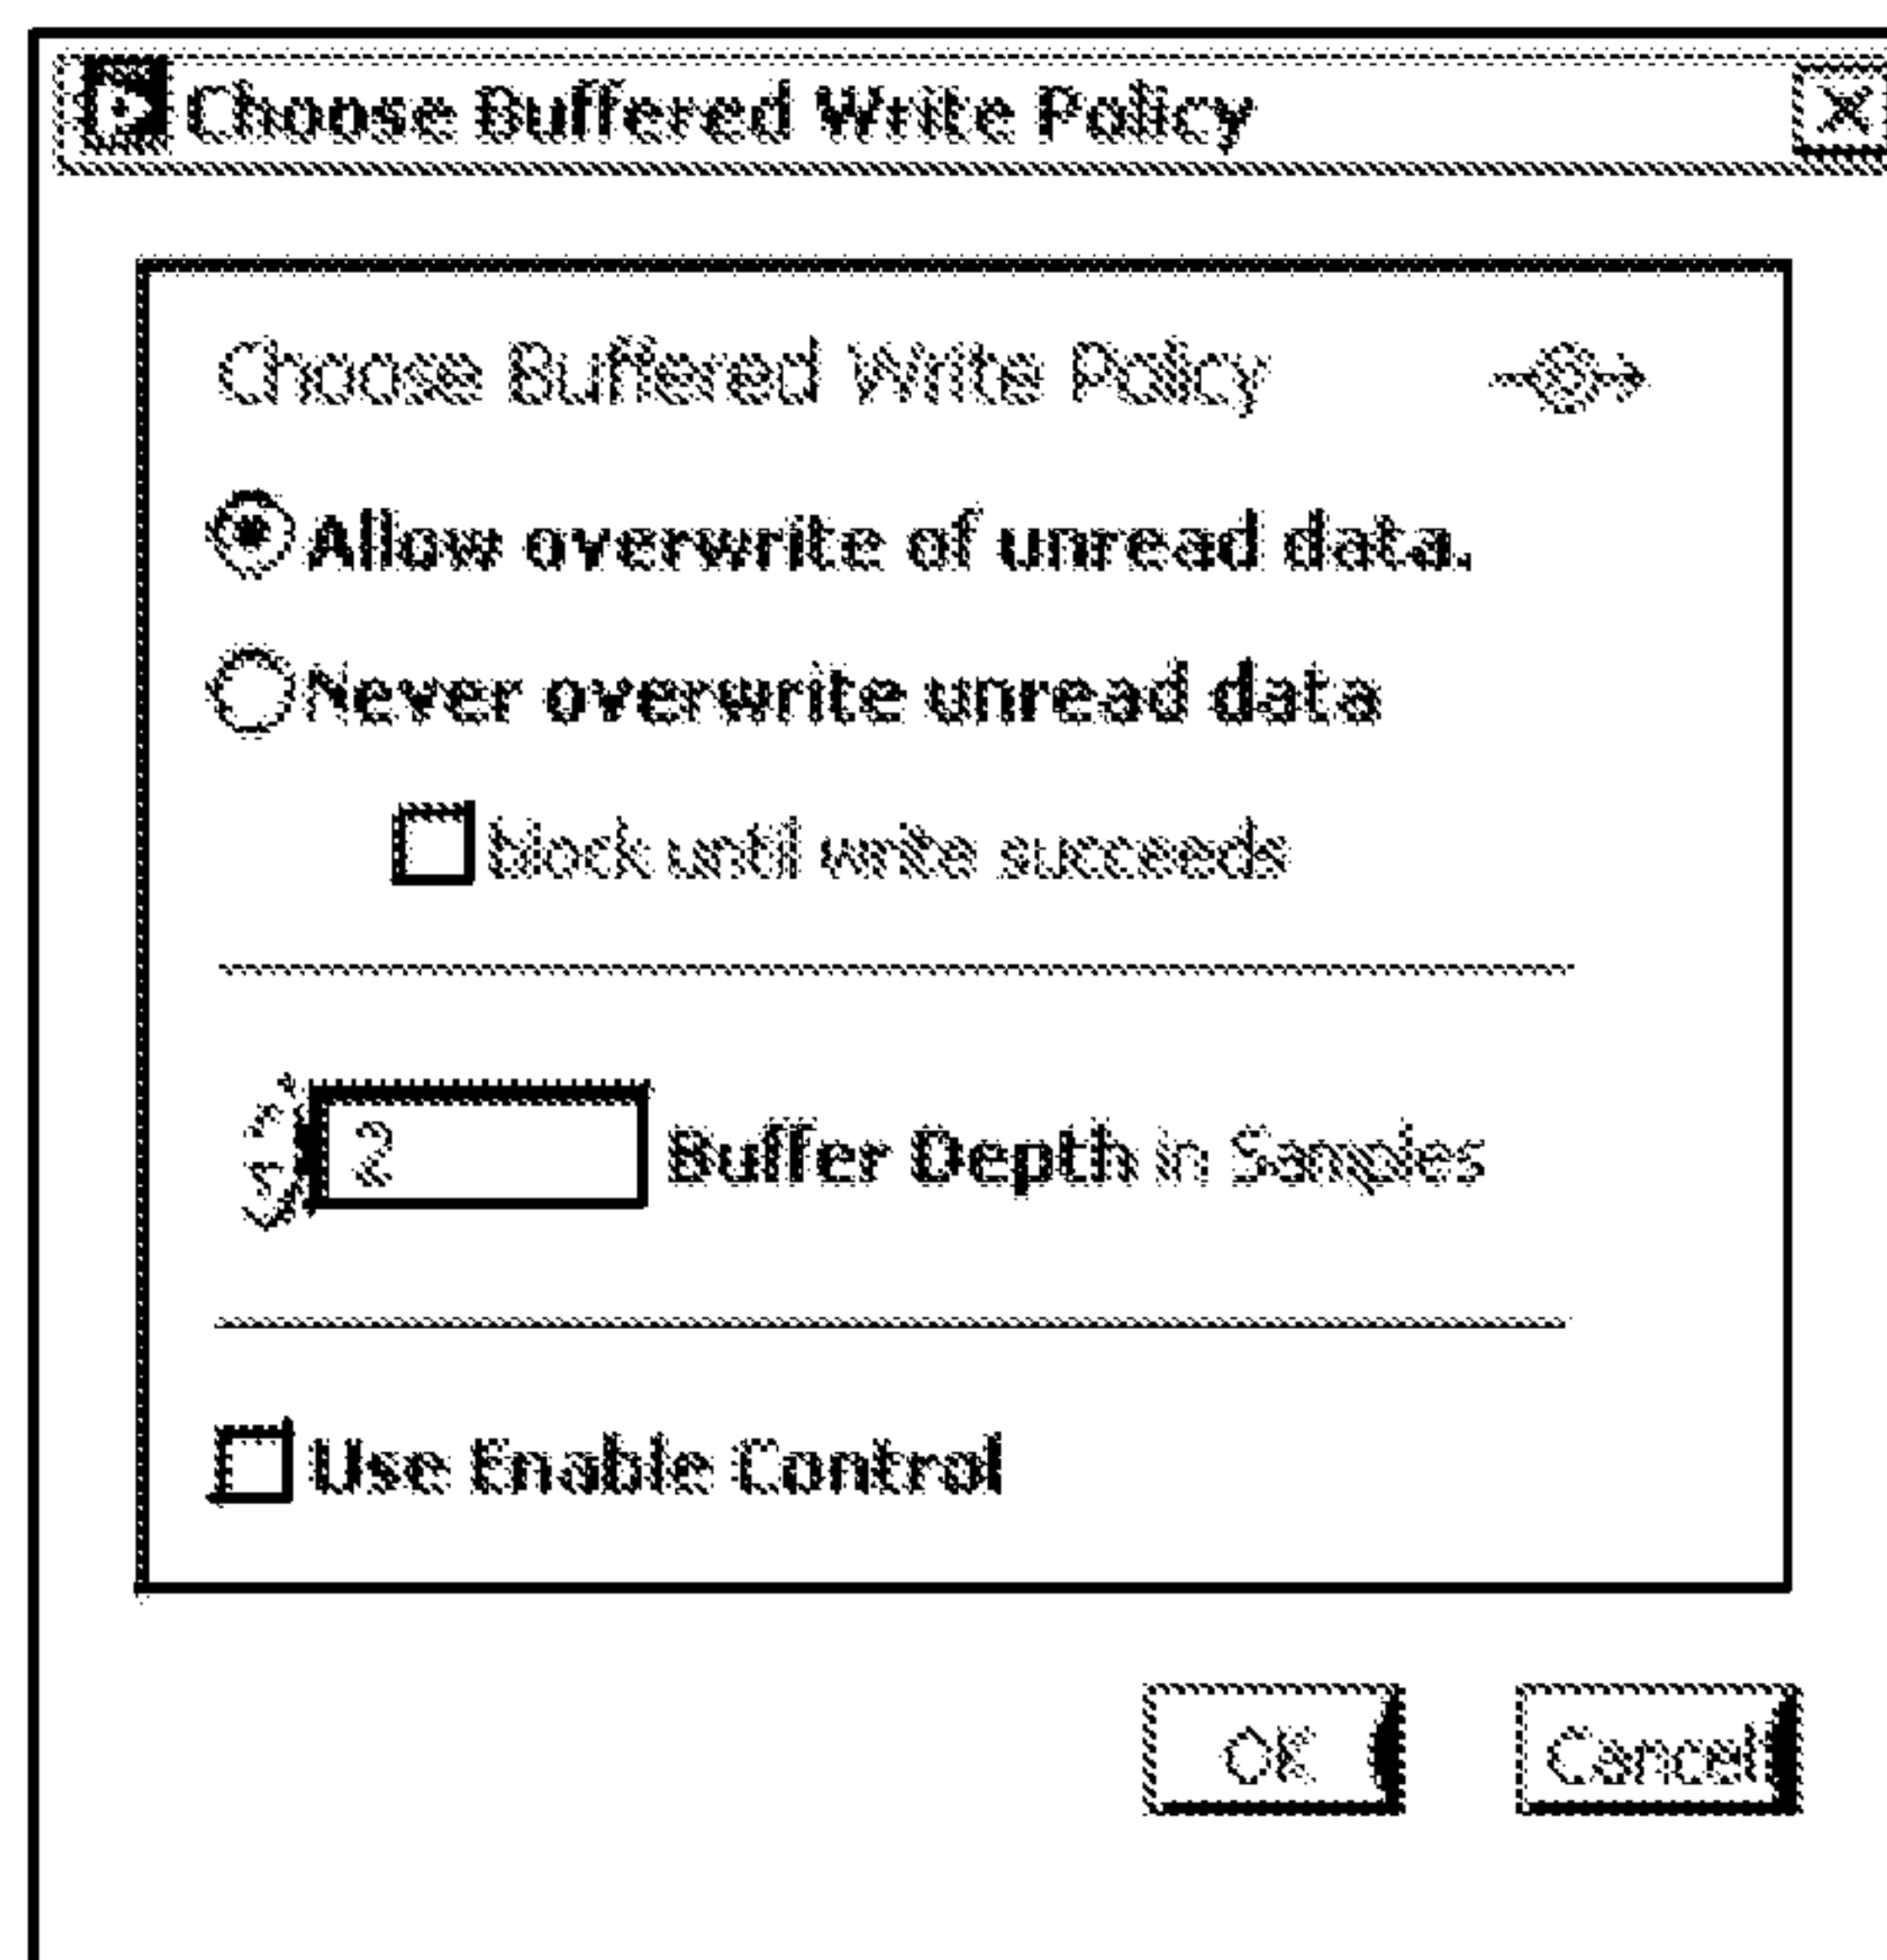 Choose Buffered Write Policy
Choose Buffered Write Policy
Allow overwrite of unread data.
Never overwrite unread data
block until write succeeds
2 Buffer Depth in Samples
Use Enable Control
OK Cancel